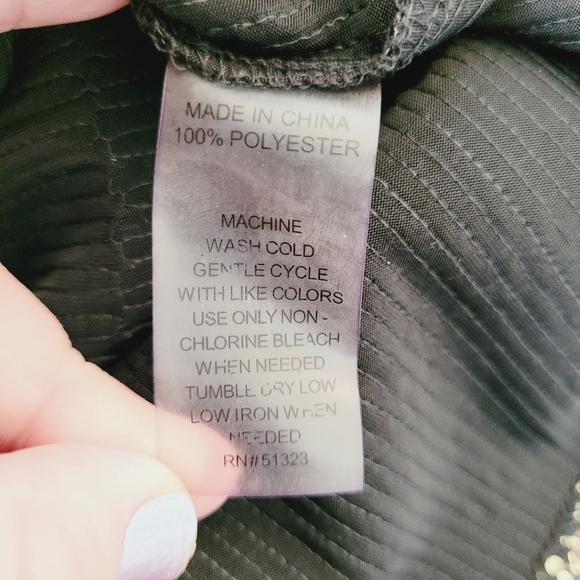 MADE IN CHINA
100% POLYESTER
MACHINE
WASH COLD
GENTLE CYCLE
WITH LIKE COLORS
USE ONLY NON -
CHLORINE BLEACH
WHEN NEEDED
TUMBLE DRY LOW
LOW IRON WHEN
NEEDED
RN#51323